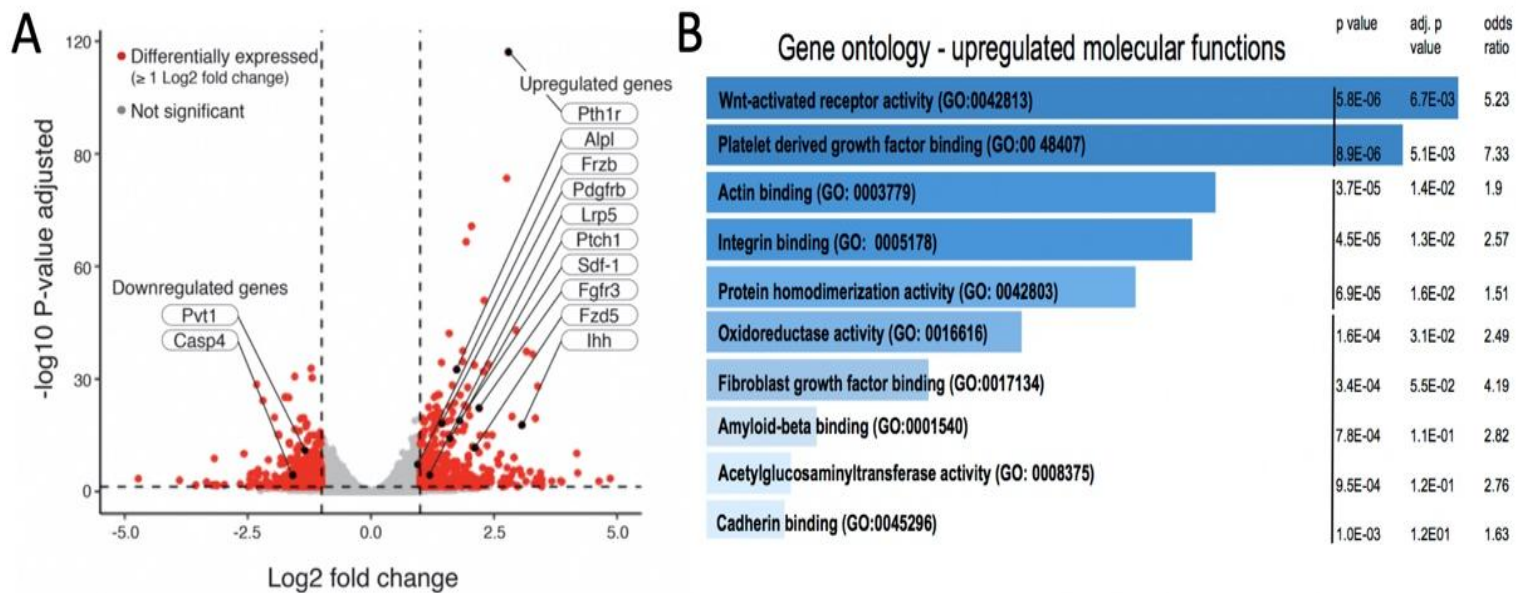 A
120
80
60
30
0
-log10 P-value adjusted
Differentially expressed
(≥ 1 Log2 fold change)
Not significant
Upregulated genes
Pth1r
Alpl
Frzb
Pdgfrb
Lrp5
Ptch1
Sdf-1
Fgfr3
Fzd5
Ihh
Downregulated genes
Pvt1
Casp4
-5.0 -2.5 0.0 2.5 5.0
Log2 fold change
B
Gene ontology - upregulated molecular functions
p value adj. p value odds ratio
Wnt-activated receptor activity (GO:0042813) 5.8E-06 6.7E-03 5.23
Platelet derived growth factor binding (GO:00 48407) 8.9E-06 5.1E-03 7.33
Actin binding (GO: 0003779) 3.7E-05 1.4E-02 1.9
Integrin binding (GO: 0005178) 4.5E-05 1.3E-02 2.57
Protein homodimerization activity (GO: 0042803) 6.9E-05 1.6E-02 1.51
Oxidoreductase activity (GO: 0016616) 1.6E-04 3.1E-02 2.49
Fibroblast growth factor binding (GO:0017134) 3.4E-04 5.5E-02 4.19
Amyloid-beta binding (GO:0001540) 7.8E-04 1.1E-01 2.82
Acetylglucosaminyltransferase activity (GO: 0008375) 9.5E-04 1.2E-01 2.76
Cadherin binding (GO:0045296) 1.0E-03 1.2E01 1.63